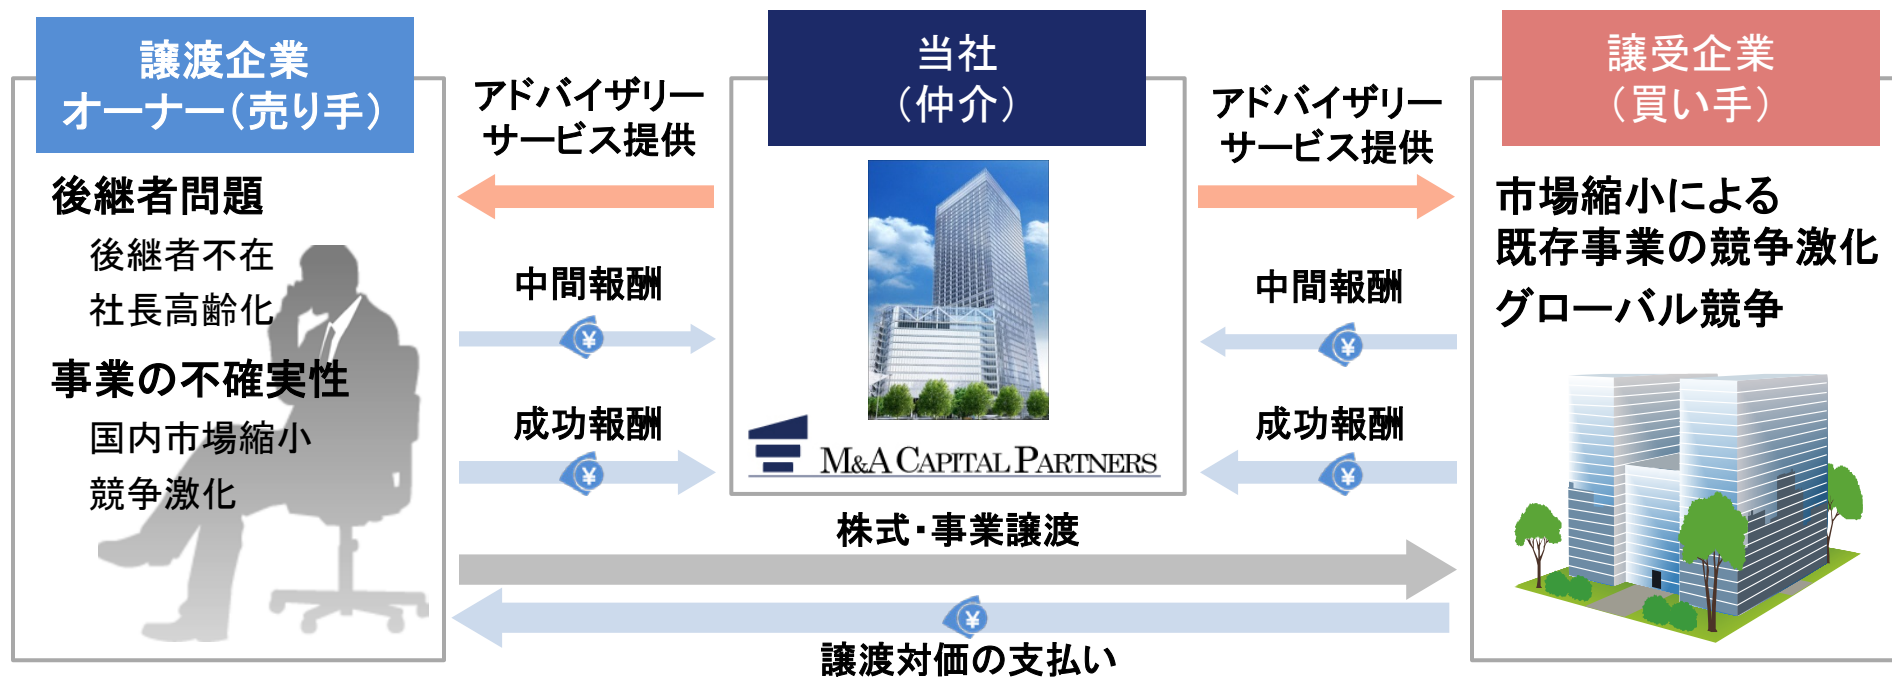 譲渡企業
オーナー（売り手）
後継者問題
後継者不在
社長高齢化
事業の不確実性
国内市場縮小
競争激化
アドバイザリー
サービス提供
中間報酬
¥
成功報酬
¥
当社
（仲介）
M&A CAPITAL PARTNERS
アドバイザリー
サービス提供
中間報酬
¥
成功報酬
¥
譲受企業
（買い手）
市場縮小による
既存事業の競争激化
グローバル競争
株式・事業譲渡
¥
譲渡対価の支払い